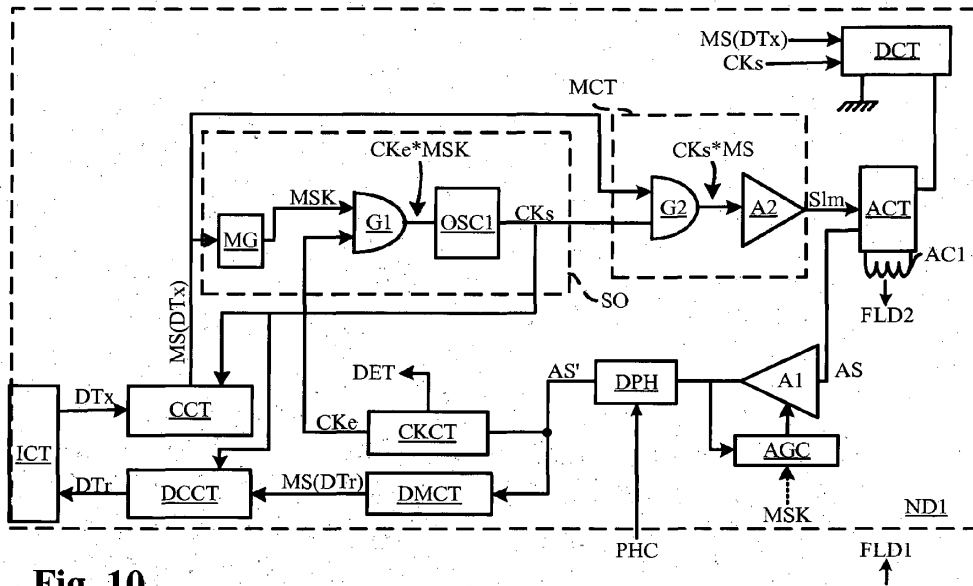 MS(DTx)
CKs
DCT
MCT
CKe*MSK
CKs*MS
MSK
MG
G1
OSC1
CKs
G2
A2
Slm
ACT
AC1
FLD2
SO
MS(DTx)
DET
AS'
DPH
A1
AS
DTx
CCT
CKe
CKCT
AGC
ICT
DTr
DCCT
MS(DTr)
DMCT
MSK
ND1
PHC
FLD1
Fig. 10